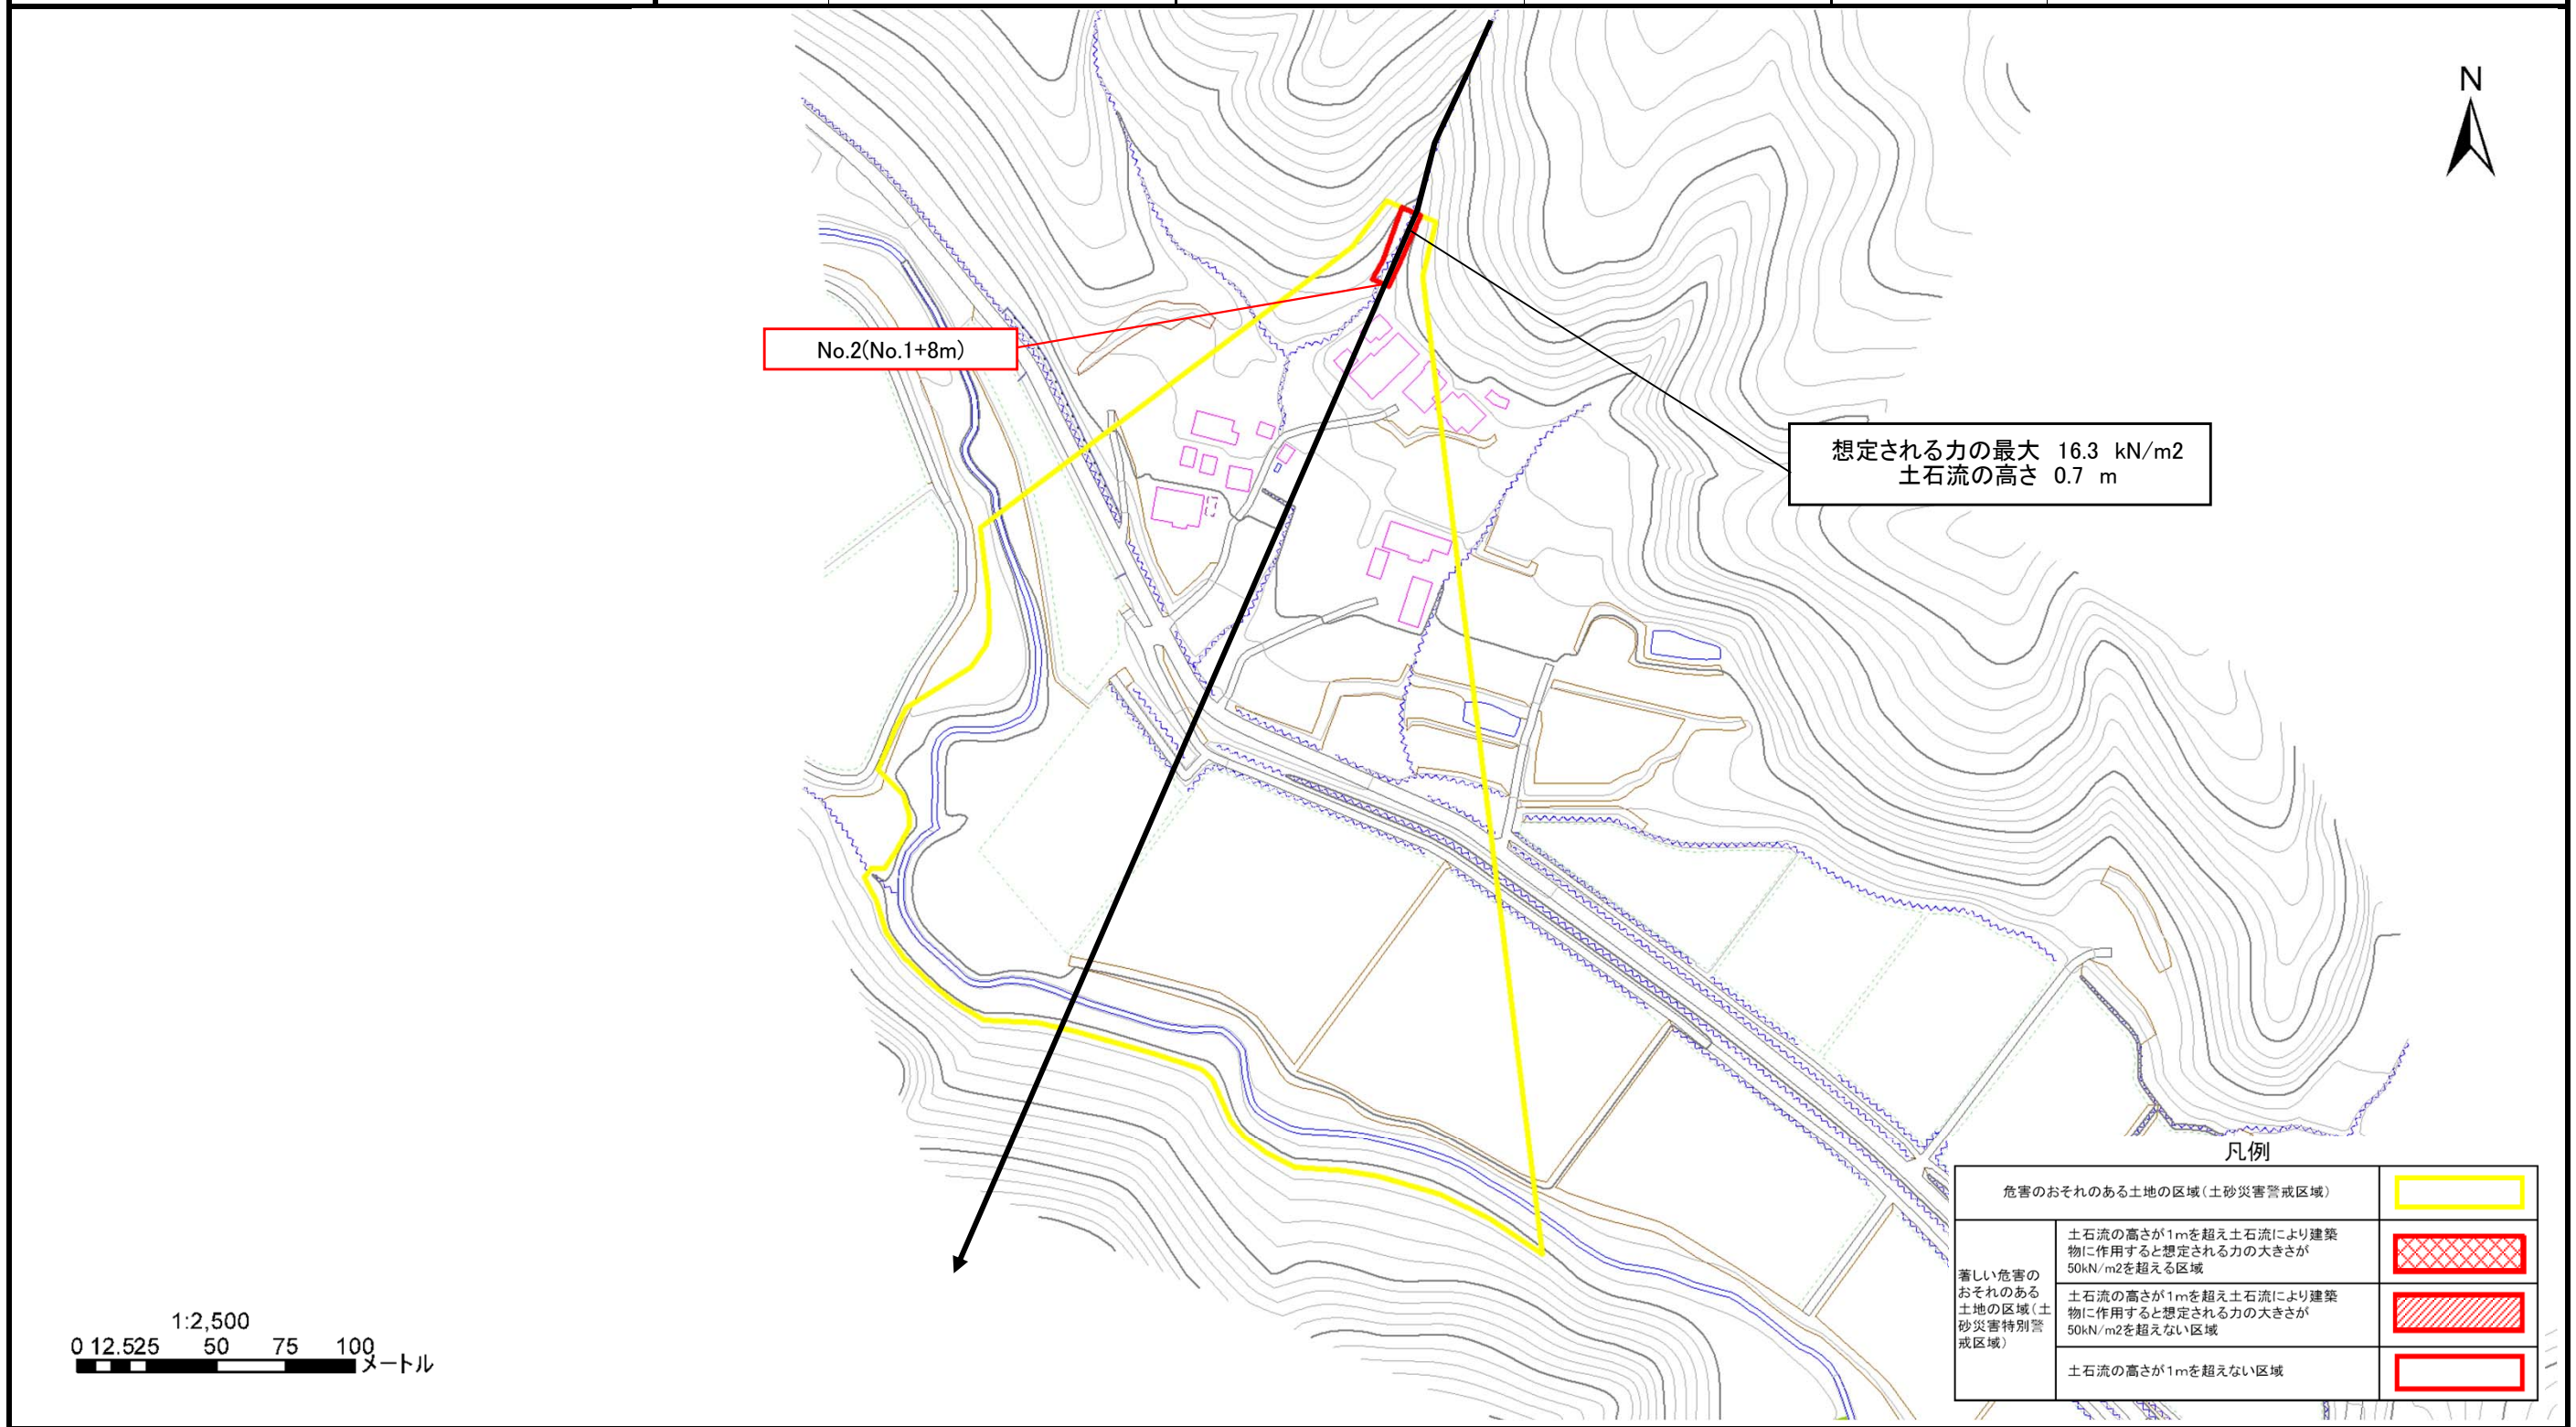 N
No.2(No.1+8m)
想定される力の最大 16.3 kN/m2
土石流の高さ 0.7 m
凡例
危害のおそれのある土地の区域(土砂災害警戒区域)
著しい危害の
おそれのある
土地の区域(土
砂災害特別警
戒区域)
土石流の高さが1mを超え土石流により建築
物に作用すると想定される力の大きさが
50kN/m2を超える区域
土石流の高さが1mを超え土石流により建築
物に作用すると想定される力の大きさが
50kN/m2を超えない区域
土石流の高さが1mを超えない区域
1:2,500
0 12.525 50 75 100
メートル